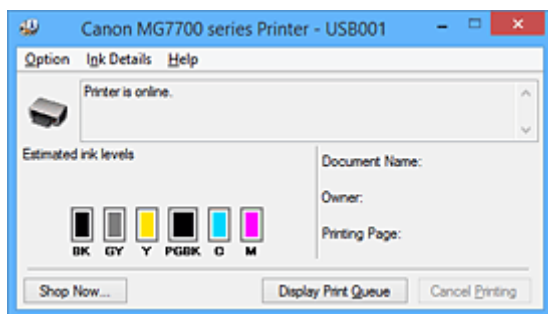 Canon MG7700 series Printer - USB001
Option Ink Details Help
Printer is online.
Estimated ink levels
Document Name:
Owner:
Printing Page:
BK GY Y PGBK C M
Shop Now... Display Print Queue Cancel Printing